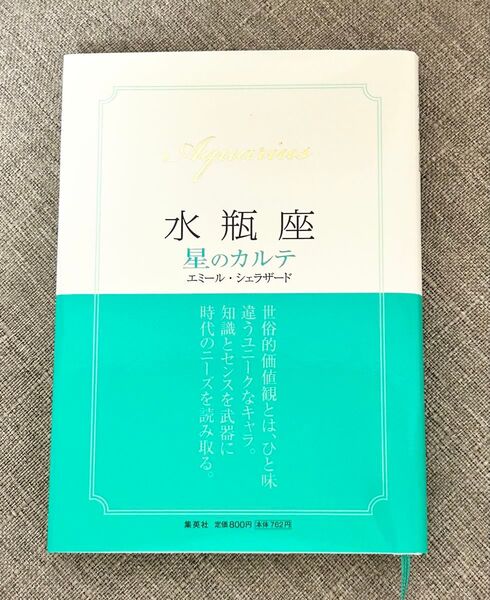 Aquarius
水瓶座
星のカルテ
エミール・シェラザード
世俗的価値観とは、ひと味
違うユニークなキャラ。
知識とセンスを武器に
時代のニーズを読み取る。
集英社 定価800円 本体762円